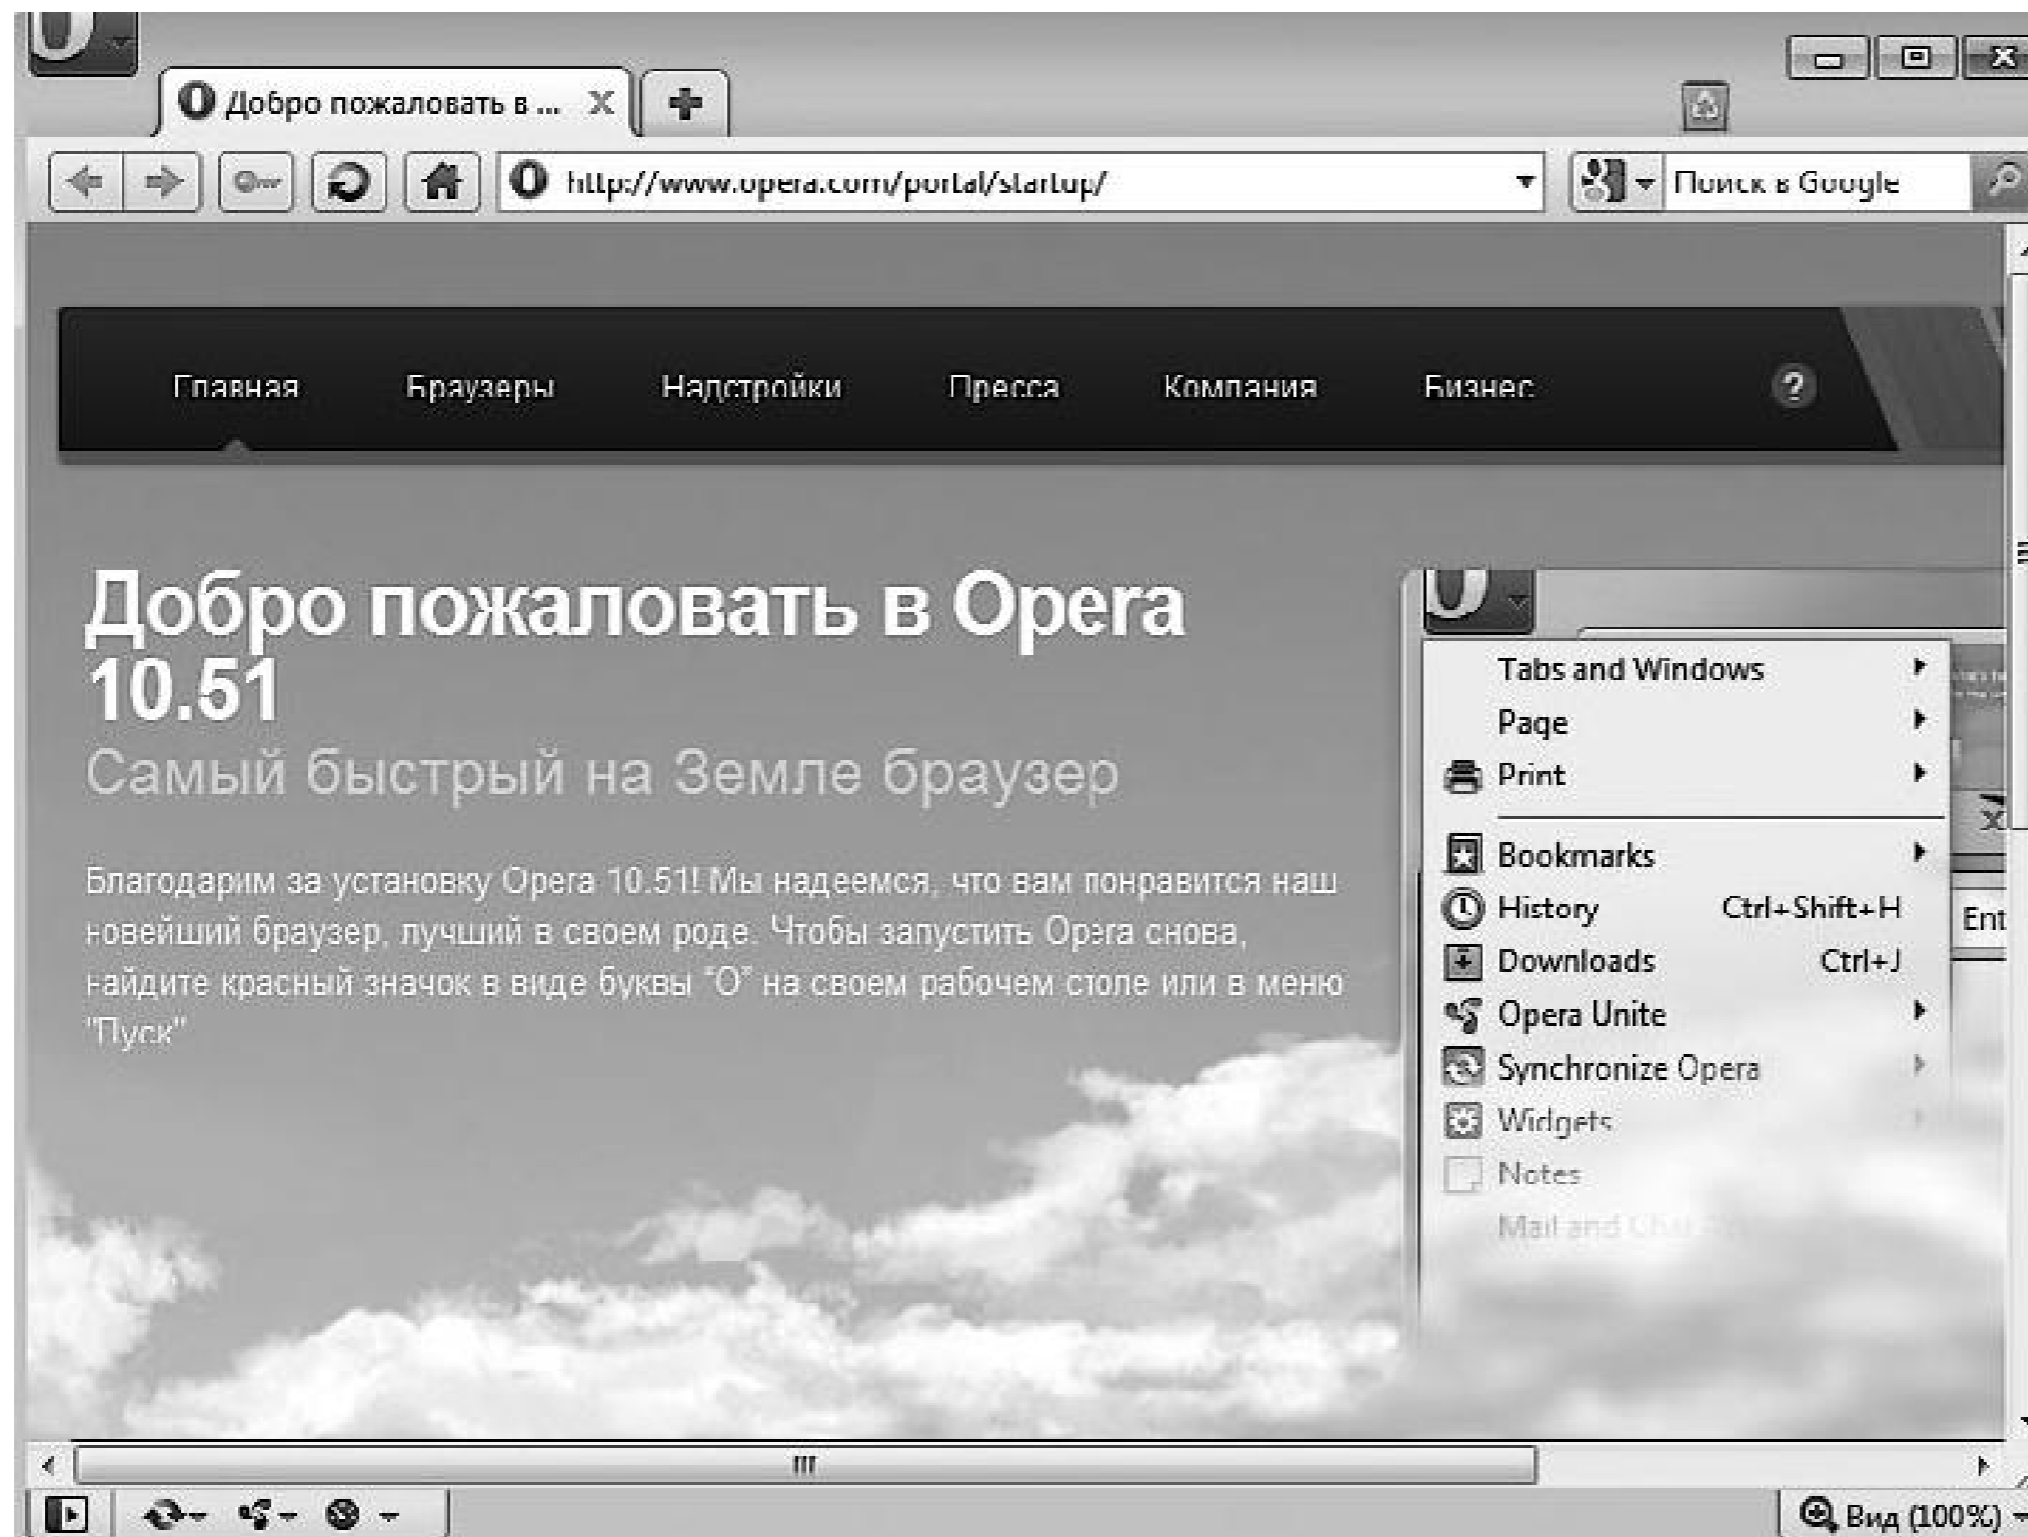 Добро пожаловать в ...
http://www.opera.com/portal/startup/
Поиск в Google
Главная Браузеры Надстройки Пресса Компания Бизнес ?
Добро пожаловать в Opera
10.51
Самый быстрый на Земле браузер
Благодарим за установку Opera 10.51! Мы надеемся, что вам понравится наш
новейший браузер, лучший в своем роде. Чтобы запустить Opera снова,
найдите красный значок в виде буквы "O" на своем рабочем столе или в меню
"Пуск"
Tabs and Windows
Page
Print
Bookmarks
History Ctrl+Shift+H
Ent
Downloads Ctrl+J
Opera Unite
Synchronize Opera
Widgets
Notes
Mail and
Вид (100%)